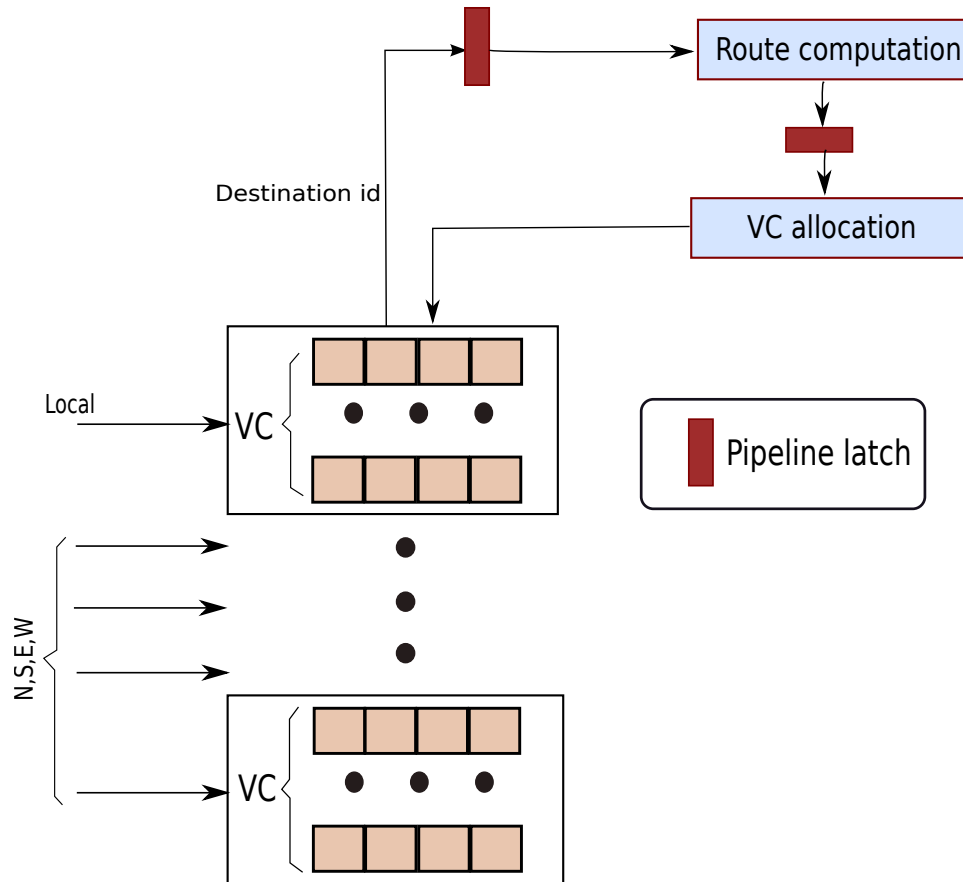 Route computation
Destination id
VC allocation
Local
VC
Pipeline latch
N,S,E,W
VC